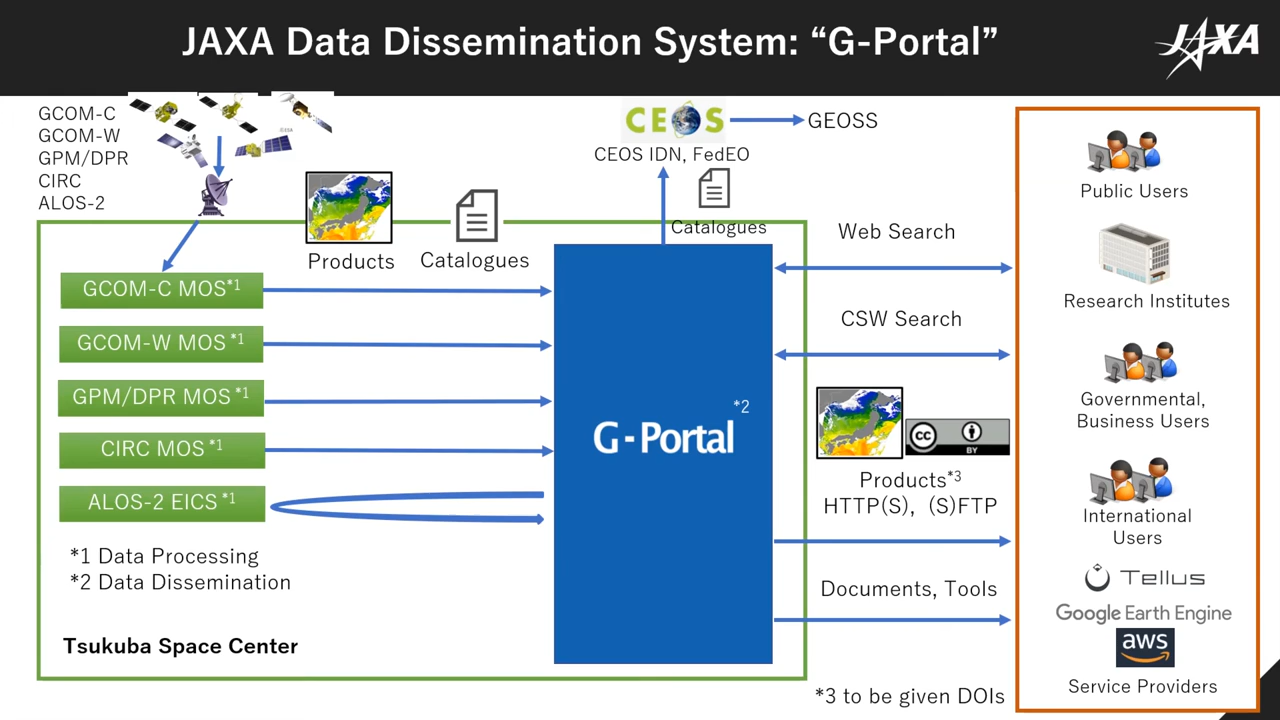 JAXA Data Dissemination System: “G-Portal”
JAXA
GCOM-C
GCOM-W
GPM/DPR
CIRC
ALOS-2
CEOS
GEOSS
CEOS IDN, FedEO
Catalogues
Products
Catalogues
GCOM-C MOS*1
GCOM-W MOS *1
GPM/DPR MOS *1
CIRC MOS*1
ALOS-2 EICS *1
*1 Data Processing
*2 Data Dissemination
Tsukuba Space Center
G-Portal *2
Web Search
CSW Search
CC BY
Products*3
HTTP(S), (S)FTP
Documents, Tools
*3 to be given DOIs
Public Users
Research Institutes
Governmental,
Business Users
International
Users
Tellus
Google Earth Engine
aws
Service Providers